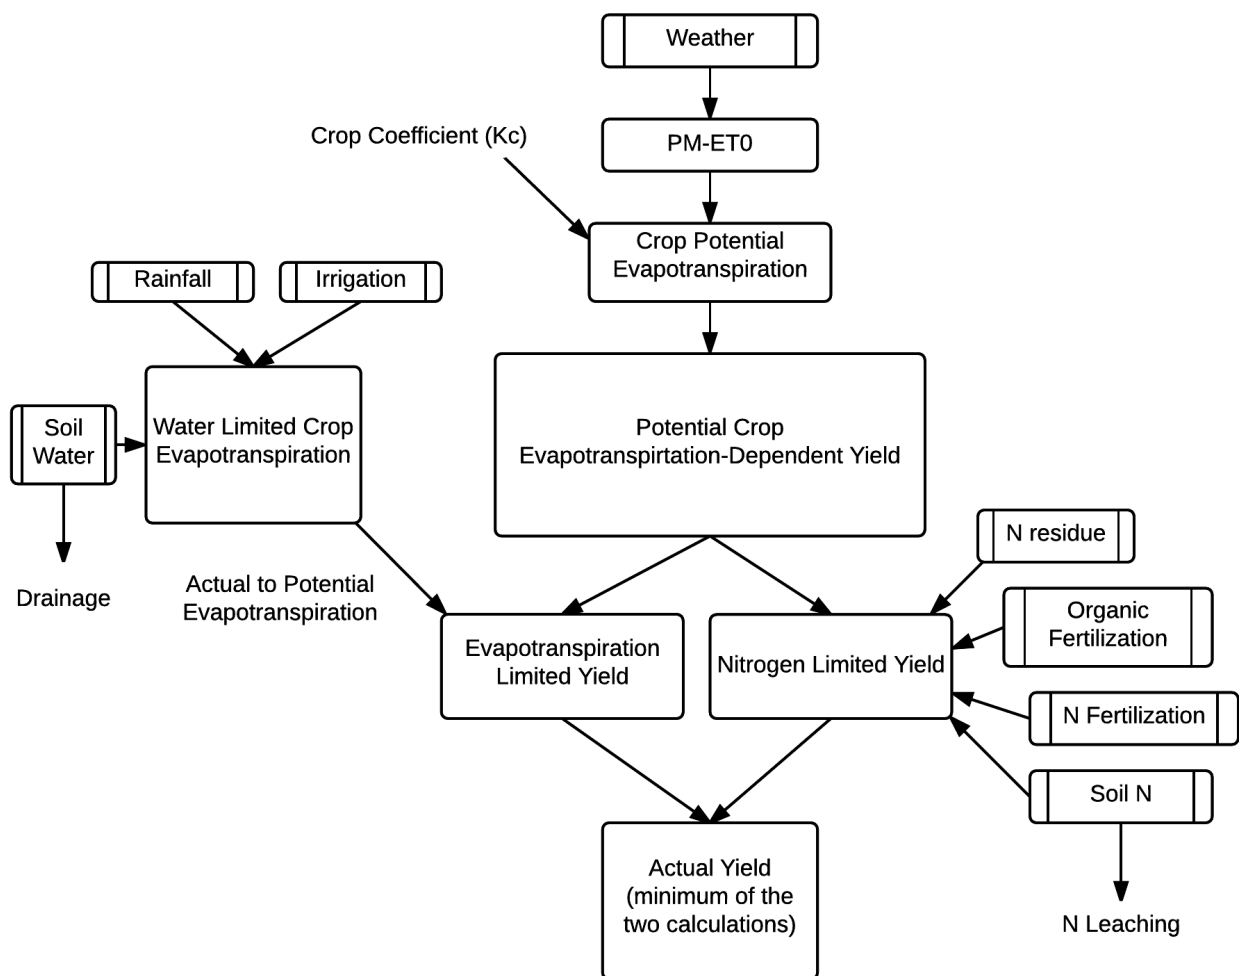 Weather
Crop Coefficient (Kc)
PM-ET0
Crop Potential
Evapotranspiration
Rainfall
Irrigation
Soil
Water
Water Limited Crop
Evapotranspiration
Potential Crop
Evapotranspirtation-Dependent Yield
Drainage
Actual to Potential
Evapotranspiration
N residue
Organic
Fertilization
Evapotranspiration
Limited Yield
Nitrogen Limited Yield
N Fertilization
Soil N
Actual Yield
(minimum of the
two calculations)
N Leaching